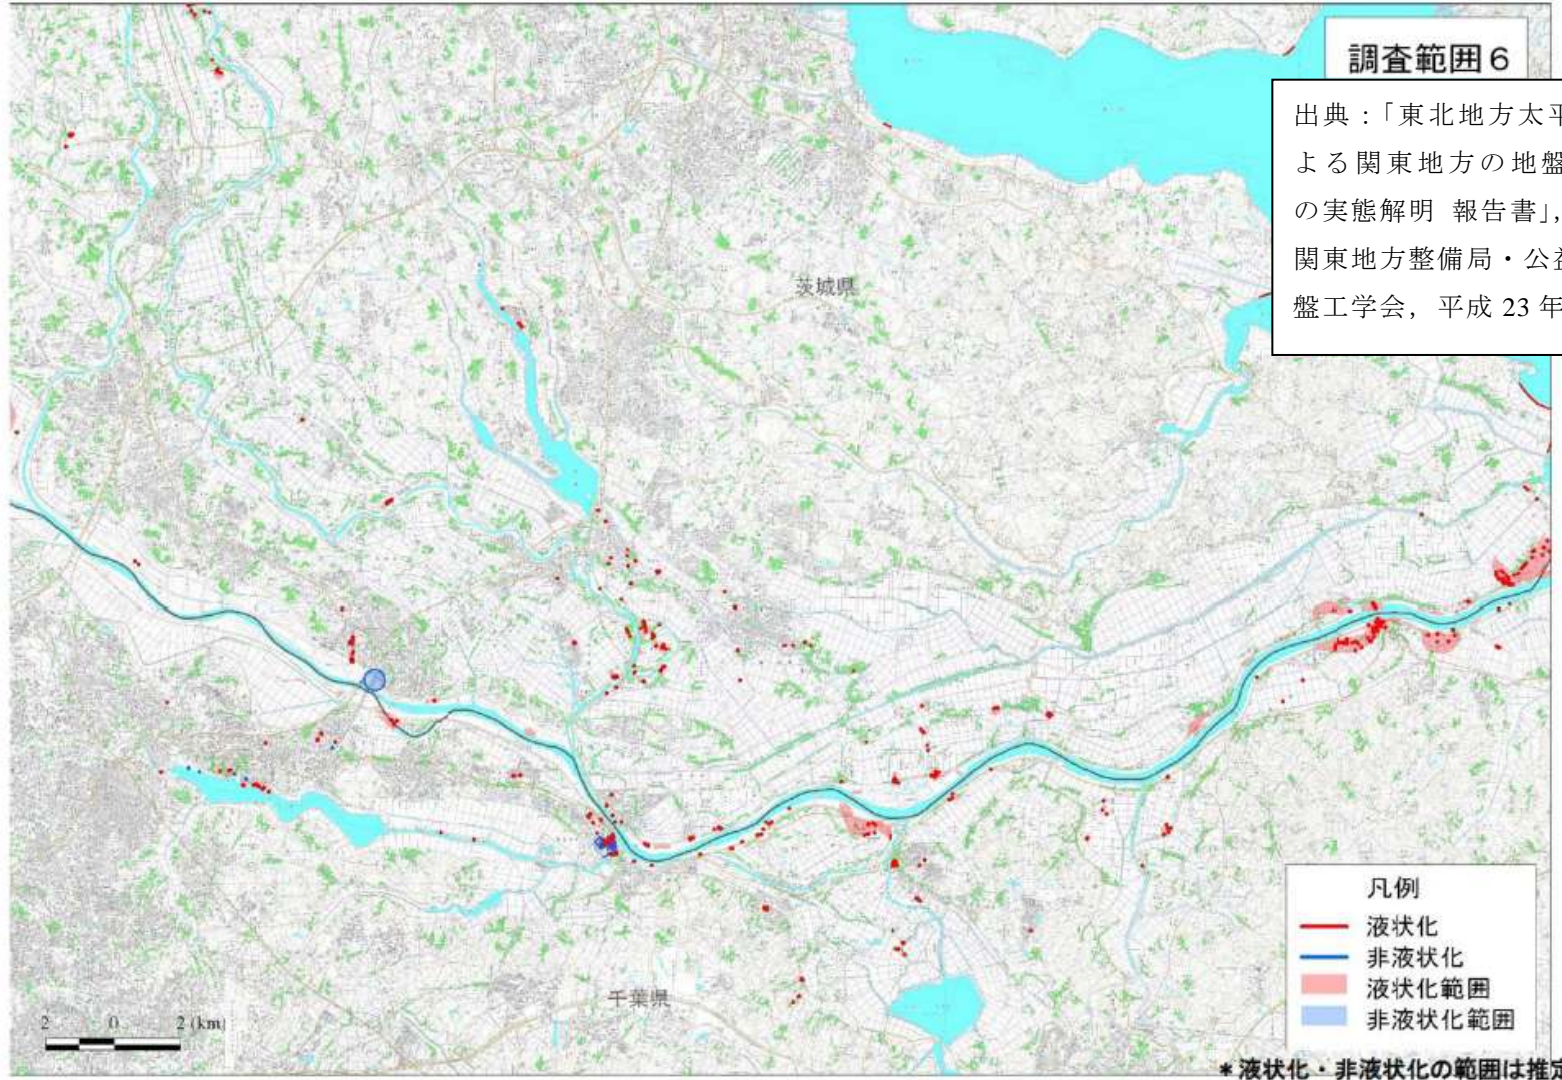 調査範囲6
出典：「東北地方太平
よる関東地方の地盤
の実態解明 報告書」，
関東地方整備局・公益
盤工学会，平成 23 年
茨城県
千葉県
2 0 2 (km)
凡例
液状化
非液状化
液状化範囲
非液状化範囲
＊液状化・非液状化の範囲は推定